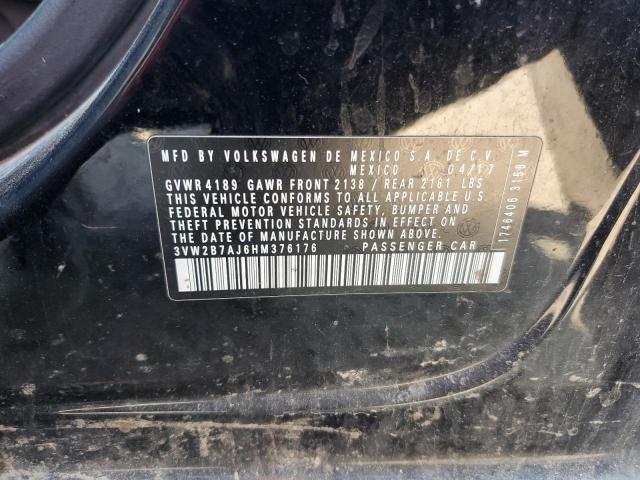 MFD BY VOLKSWAGEN DE MEXICO S.A. DE C.V.
MEXICO 04/17
GVWR 4189 GAWR FRONT 2138 / REAR 2161 LBS
THIS VEHICLE CONFORMS TO ALL APPLICABLE U.S.
FEDERAL MOTOR VEHICLE SAFETY, BUMPER AND
THEFT PREVENTION STANDARDS IN EFFECT ON
THE DATE OF MANUFACTURE SHOWN ABOVE.
3VW2B7AJ6HM376176 PASSENGER CAR
1746406 3156 M